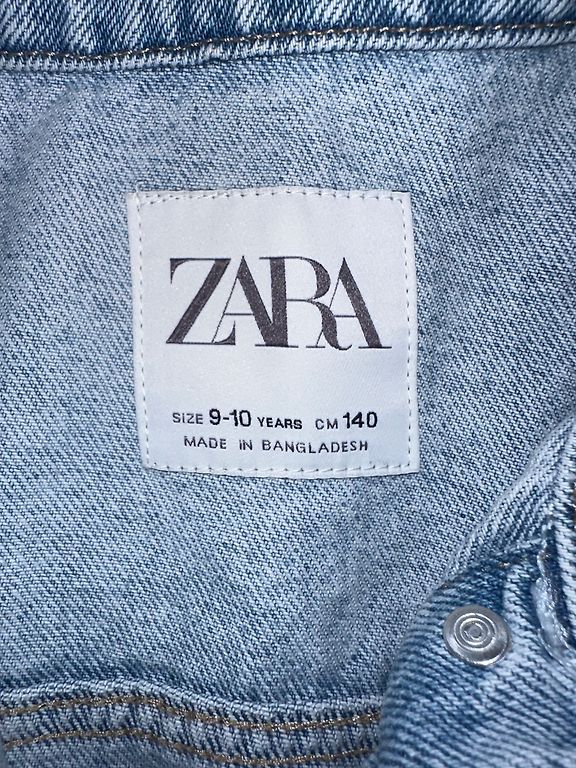 ZARA
SIZE 9-10 YEARS CM 140
MADE IN BANGLADESH